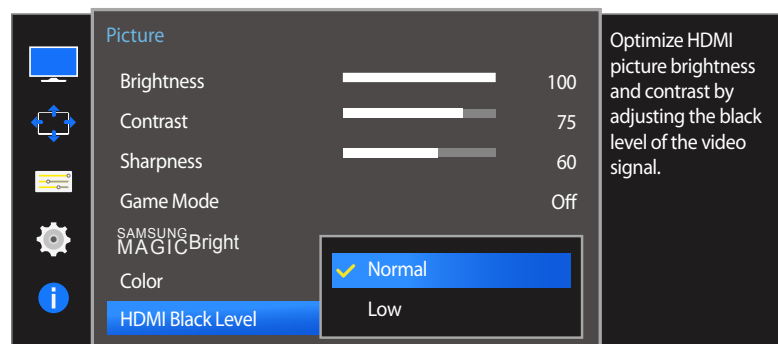 Picture
Brightness 100
Contrast 75
Sharpness 60
Game Mode Off
SAMSUNG
MAGICBright
Color
HDMI Black Level
Normal
Low
Optimize HDMI
picture brightness
and contrast by
adjusting the black
level of the video
signal.